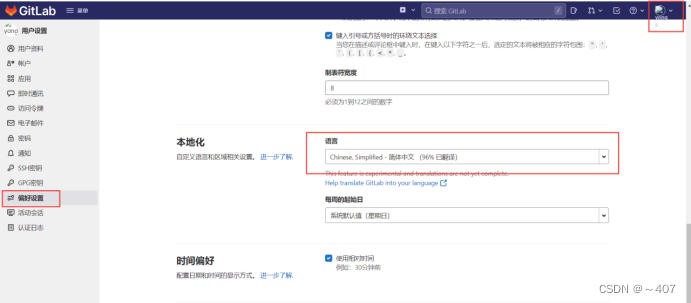 GitLab 菜单 搜索 GitLab
yong
用户设置
用户资料
帐户
应用
即时通讯
访问令牌
电子邮件
密码
通知
SSH密钥
GPG密钥
偏好设置
活动会话
认证日志
键入引号或方括号时的环绕文本选择
当您在描述或评论框中键入时，在键入以下字符之一后，选定的文本将被相应的字符包围：
制表符宽度
8
必须为1到12之间的数字
本地化
自定义语言和区域相关设置。 进一步了解.
语言
Chinese, Simplified - 简体中文 （96% 已翻译）
This feature is experimental and translations are not yet complete.
Help translate GitLab into your language
每周的起始日
系统默认值（星期日）
时间偏好
配置日期和时间的显示方式。 进一步了解.
使用相对时间
例如：30分钟前
CSDN @～407